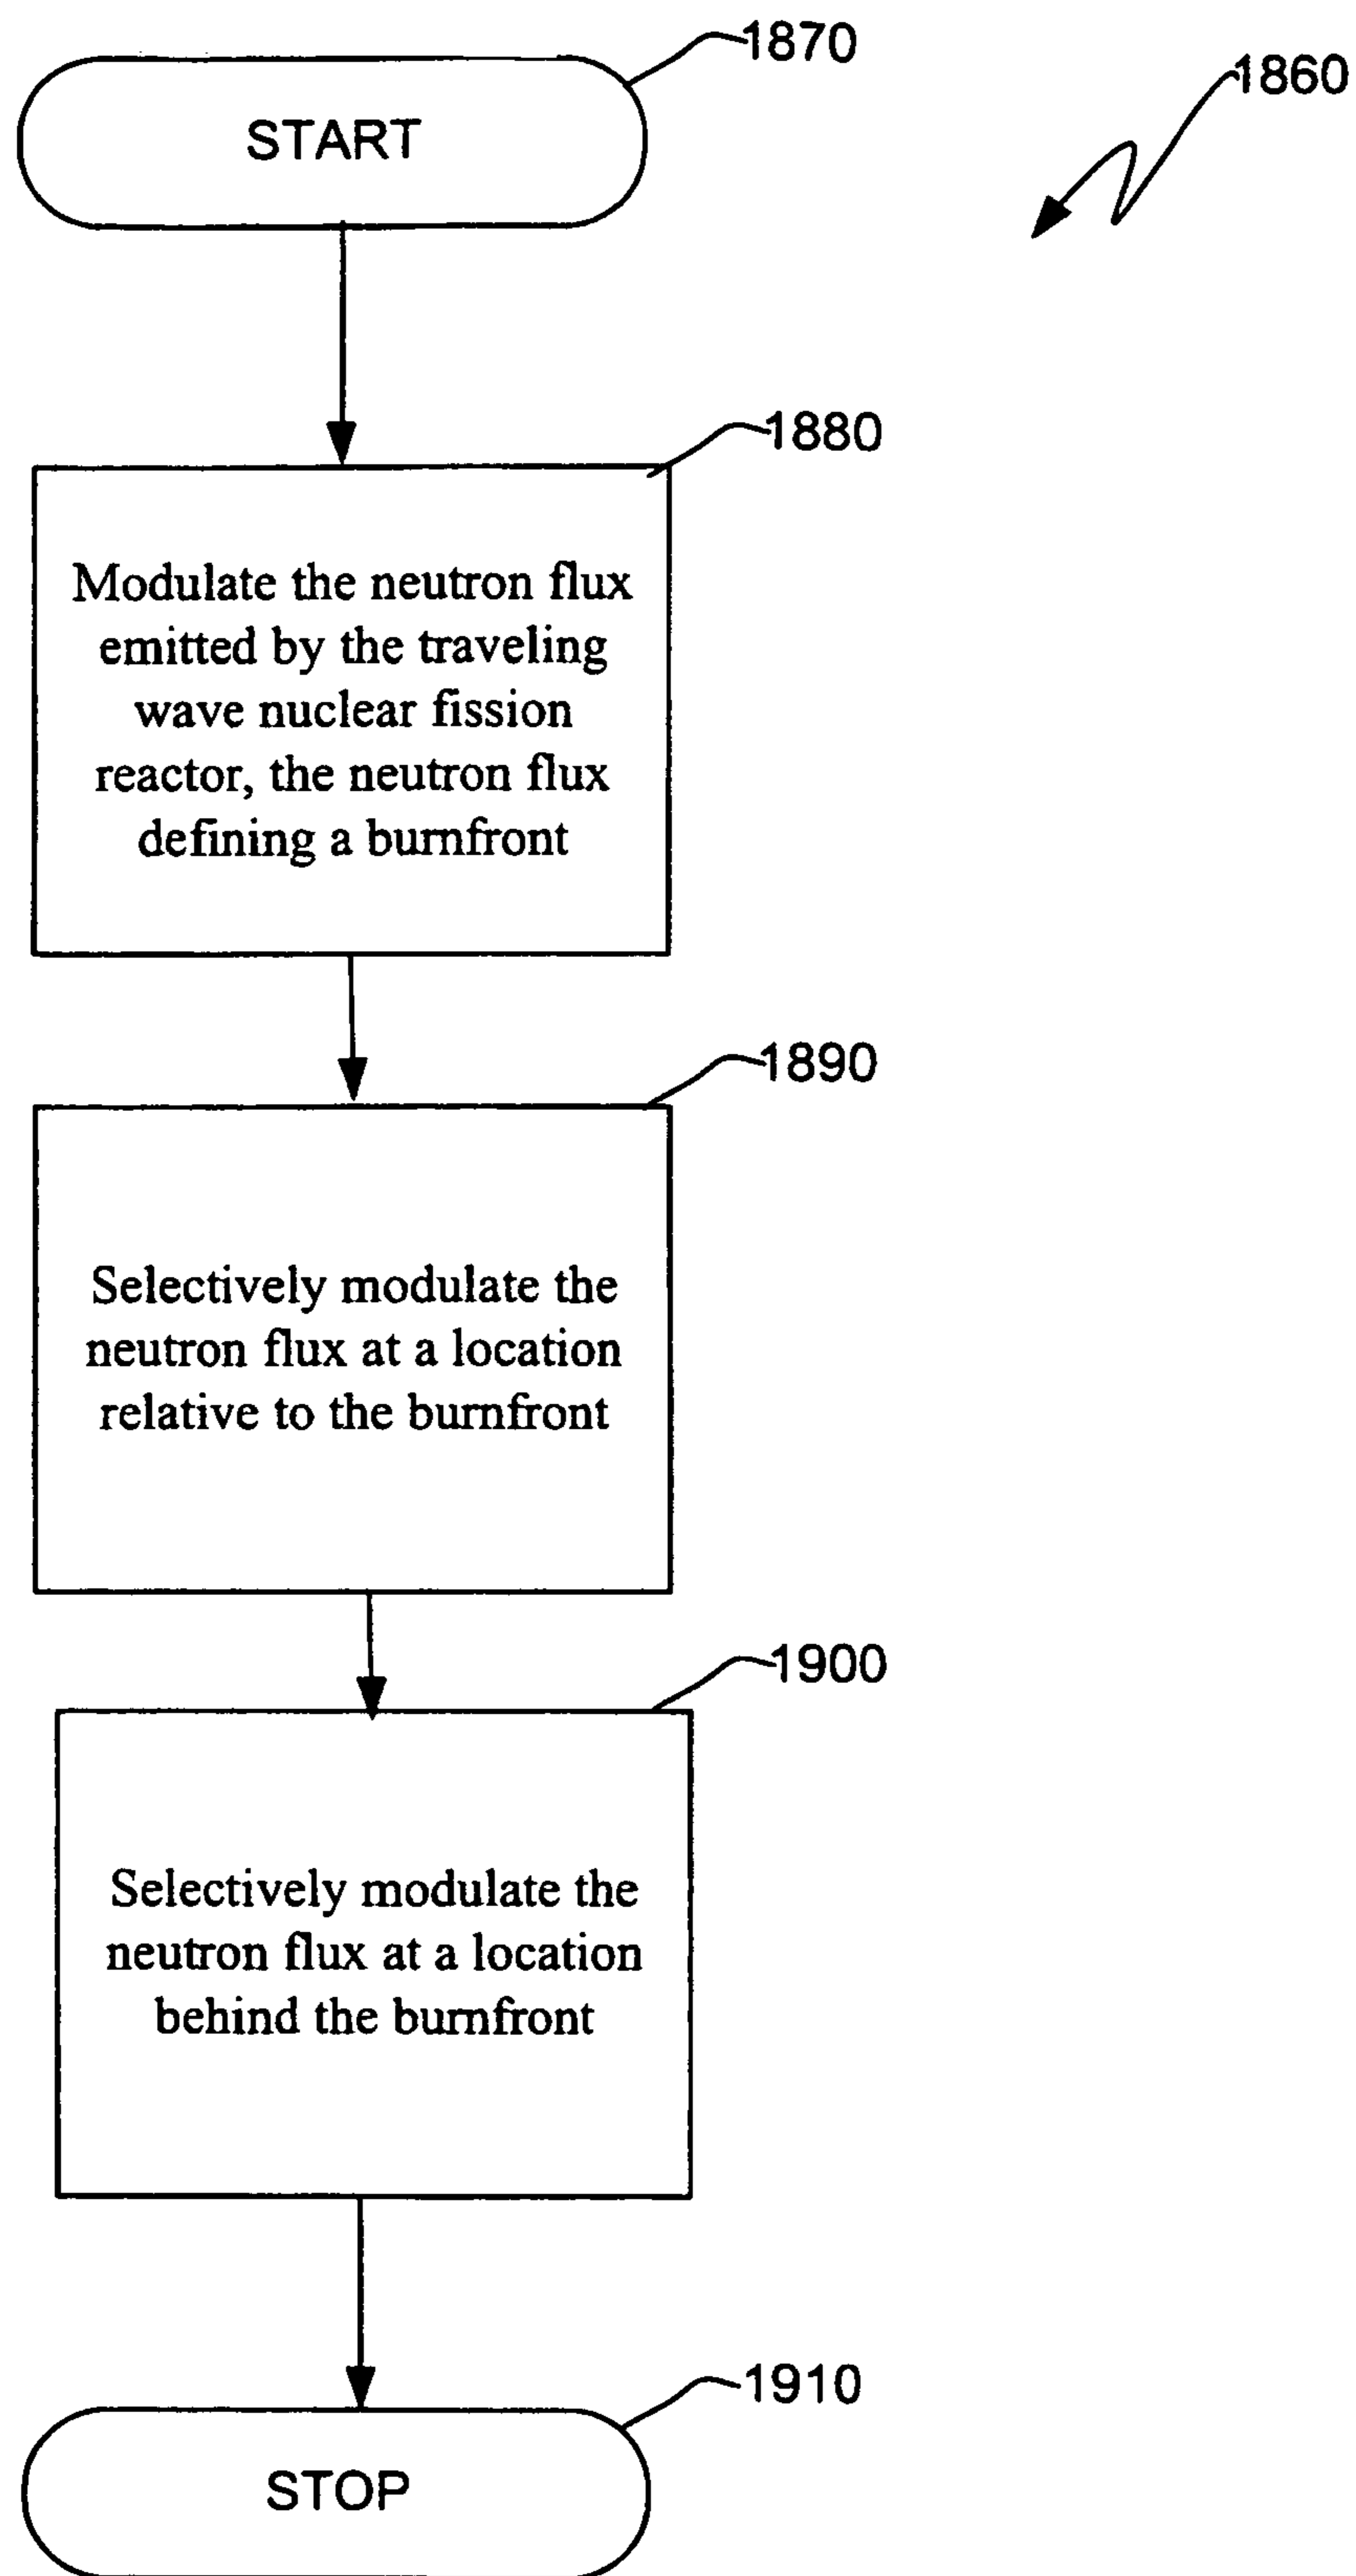 1870
1860
START
1880
Modulate the neutron flux
emitted by the traveling
wave nuclear fission
reactor, the neutron flux
defining a burnfront
1890
Selectively modulate the
neutron flux at a location
relative to the burnfront
1900
Selectively modulate the
neutron flux at a location
behind the burnfront
1910
STOP